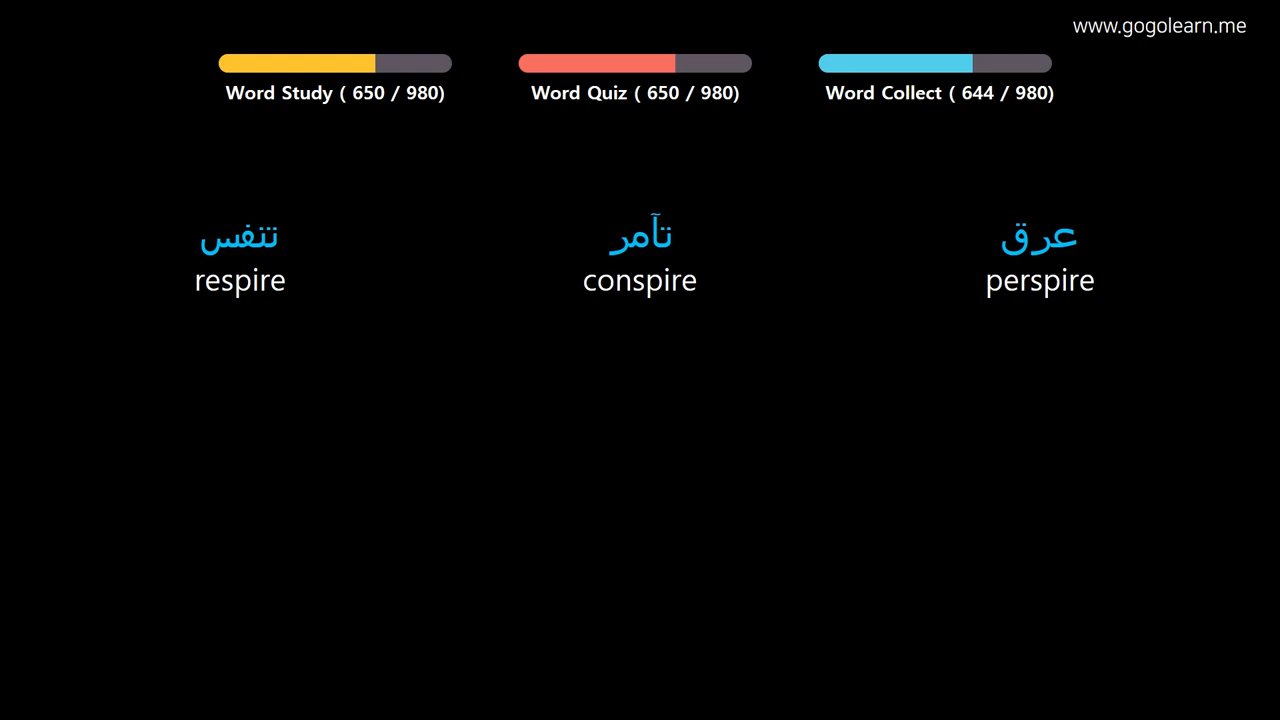 www.gogolearn.me
Word Study ( 650 / 980)
Word Quiz ( 650 / 980)
Word Collect ( 644 / 980)
تتنفس
respire
تآمر
conspire
عرق
perspire